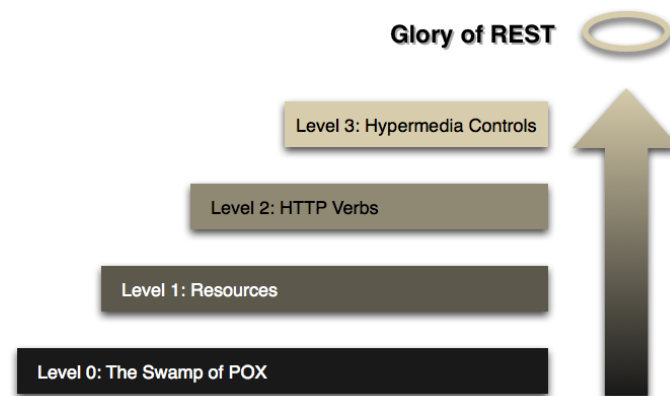 Glory of REST
Level 3: Hypermedia Controls
Level 2: HTTP Verbs
Level 1: Resources
Level 0: The Swamp of POX